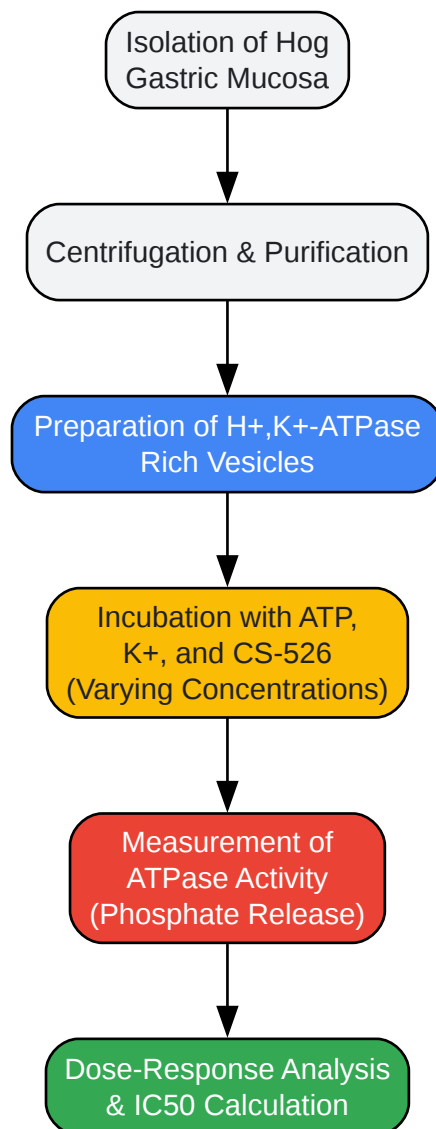 Isolation of Hog
Gastric Mucosa
Centrifugation & Purification
Preparation of H+,K+-ATPase
Rich Vesicles
Incubation with ATP,
K+, and CS-526
(Varying Concentrations)
Measurement of
ATPase Activity
(Phosphate Release)
Dose-Response Analysis
& IC50 Calculation